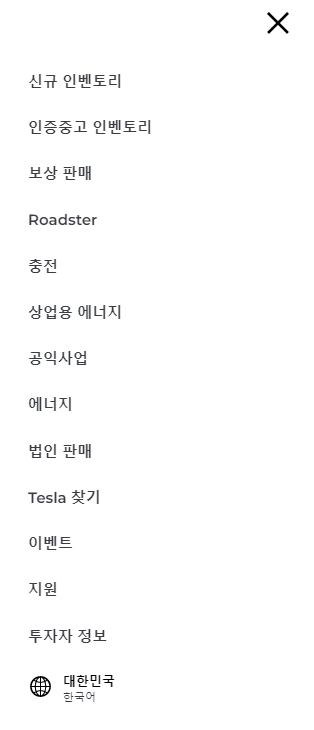 신규 인벤토리
인증중고 인벤토리
보상 판매
Roadster
충전
상업용 에너지
공익사업
에너지
법인 판매
Tesla 찾기
이벤트
지원
투자자 정보
대한민국
한국어